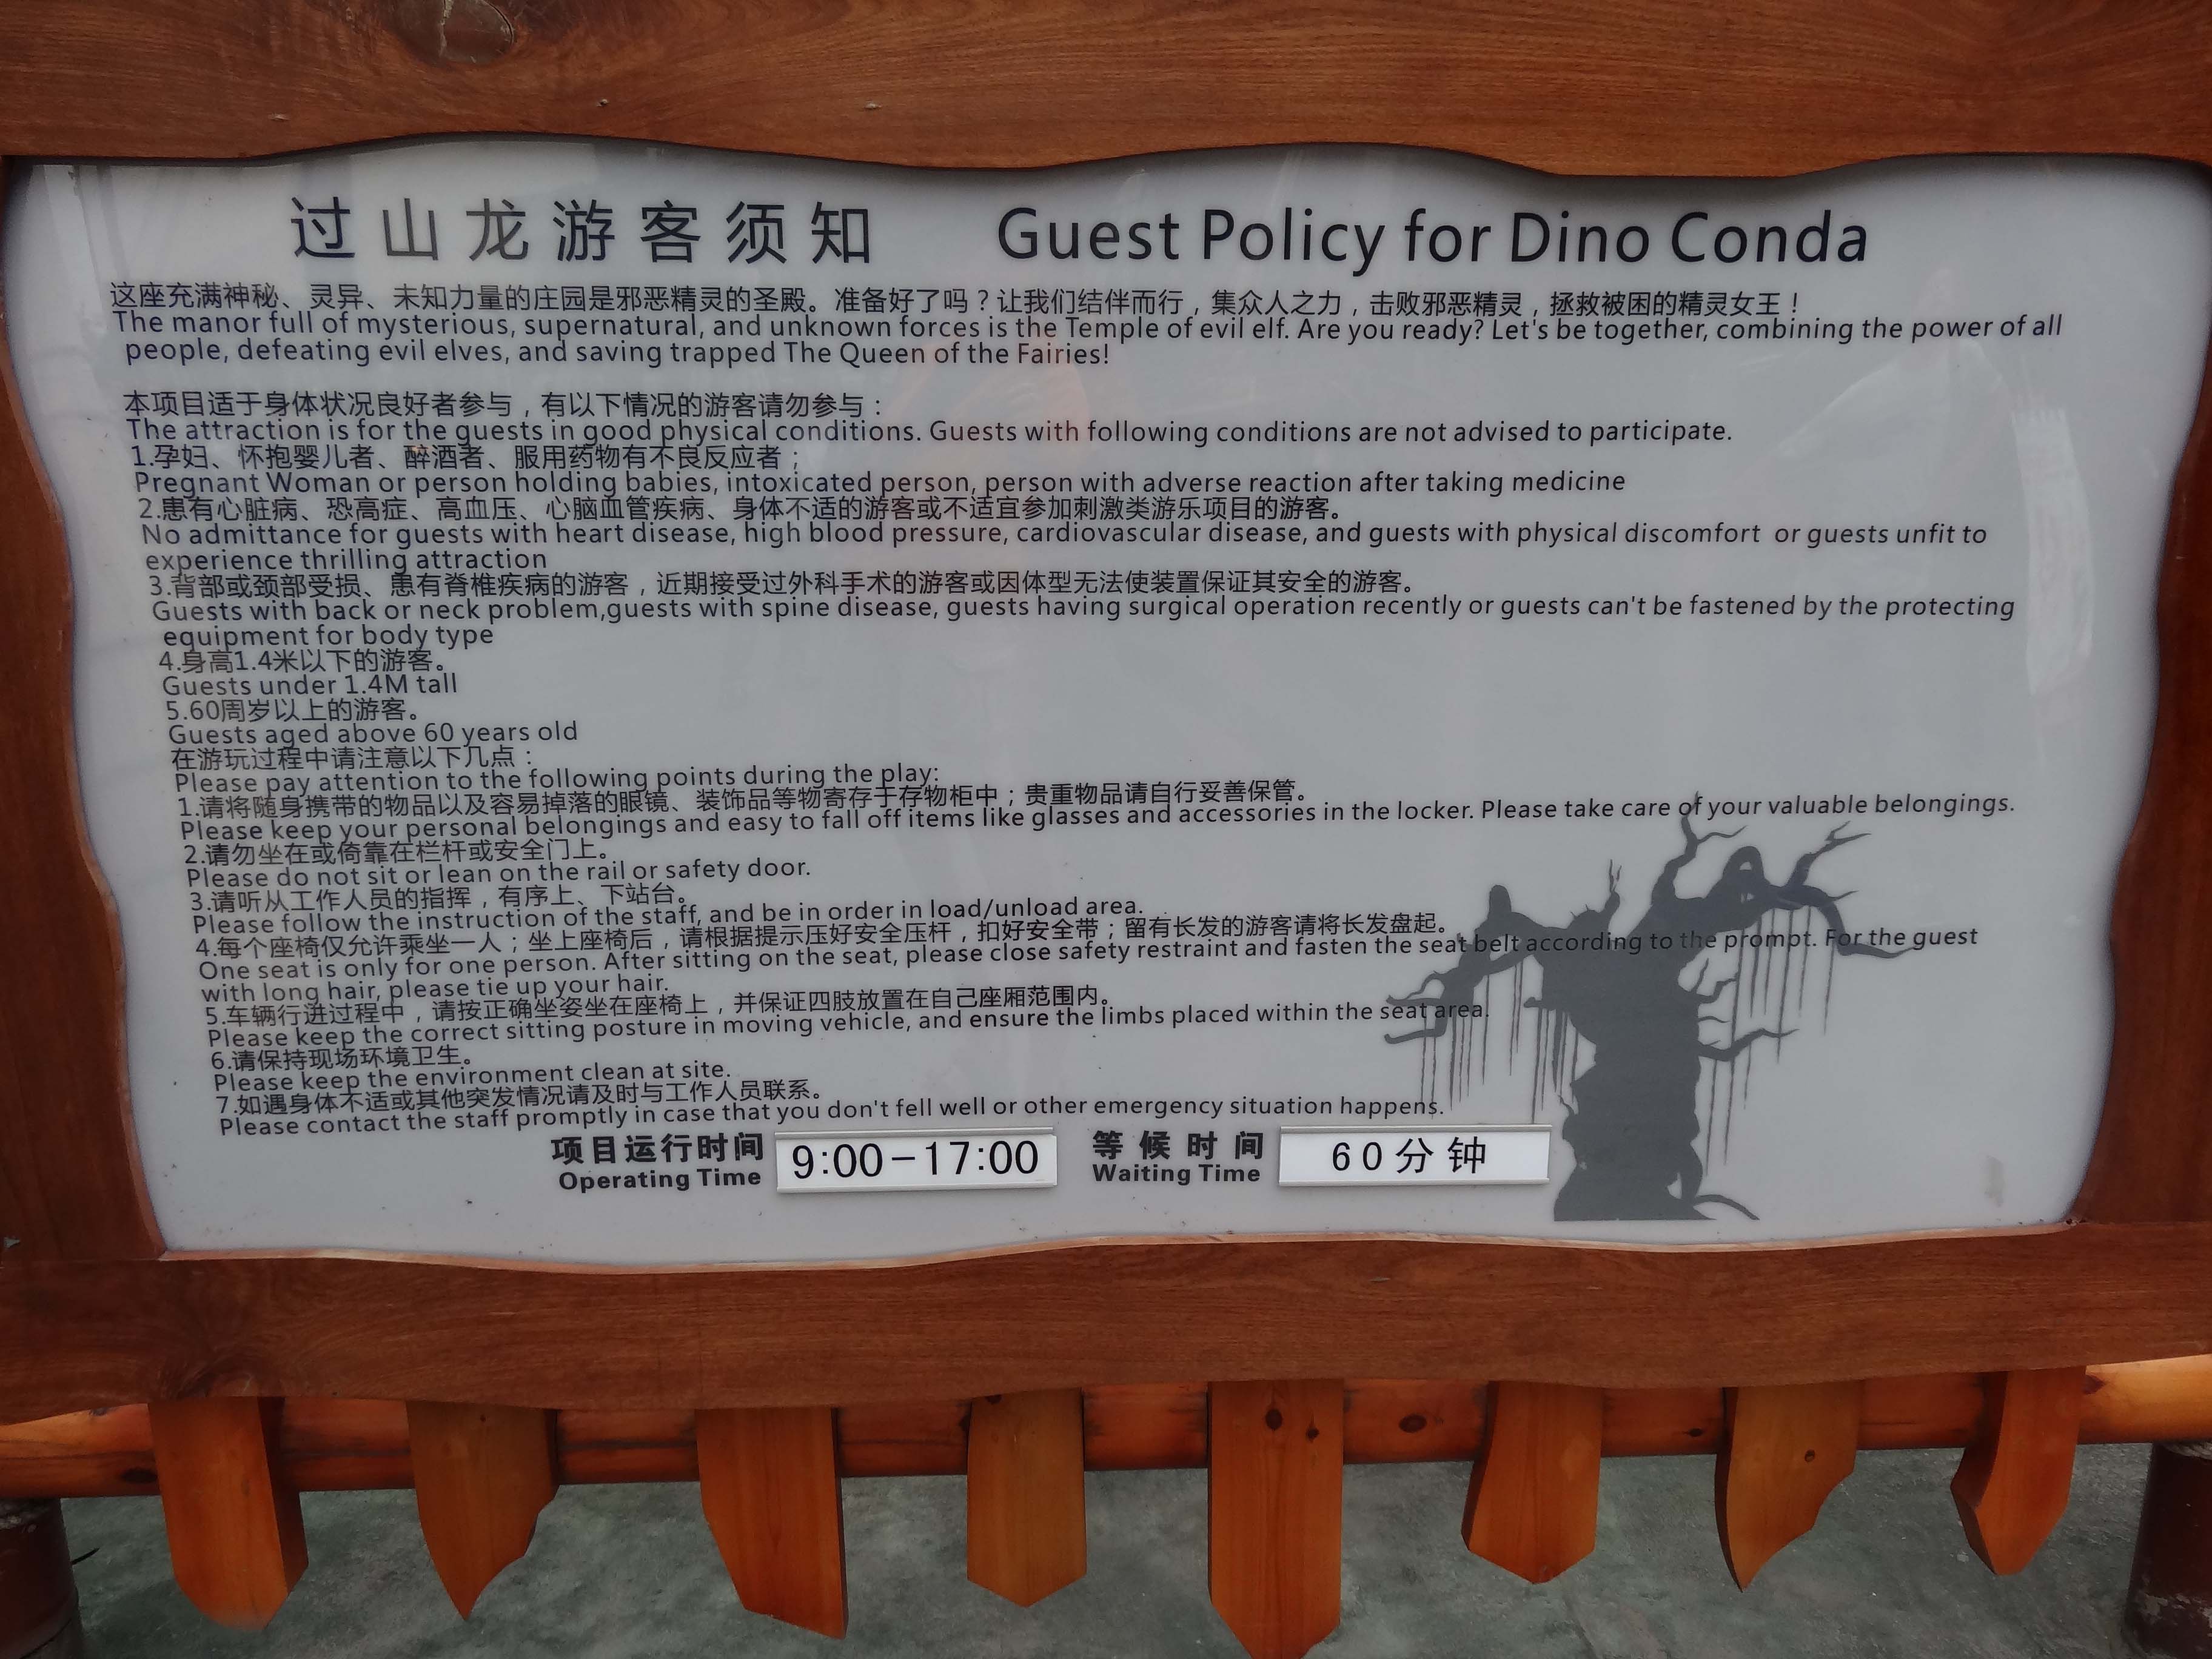 过山龙游客须知 Guest Policy for Dino Conda
这座充满神秘、灵异、未知力量的庄园是邪恶精灵的圣殿。准备好了吗？让我们结伴而行，集众人之力，击败邪恶精灵，拯救被困的精灵女王！
The manor full of mysterious, supernatural, and unknown forces is the Temple of evil elf. Are you ready? Let's be together, combining the power of all
people, defeating evil elves, and saving trapped The Queen of the Fairies!
本项目适于身体状况良好者参与，有以下情况的游客请勿参与：
The attraction is for the guests in good physical conditions. Guests with following conditions are not advised to participate.
1.孕妇、怀抱婴儿者、醉酒者、服用药物有不良反应者；
Pregnant Woman or person holding babies, intoxicated person, person with adverse reaction after taking medicine
2.患有心脏病、恐高症、高血压、心脑血管疾病、身体不适的游客或不适宜参加刺激类游乐项目的游客。
No admittance for guests with heart disease, high blood pressure, cardiovascular disease, and guests with physical discomfort or guests unfit to
experience thrilling attraction
3.背部或颈部受损、患有脊椎疾病的游客，近期接受过外科手术的游客或因体型无法使装置保证其安全的游客。
Guests with back or neck problem,guests with spine disease, guests having surgical operation recently or guests can't be fastened by the protecting
equipment for body type
4.身高1.4米以下的游客。
Guests under 1.4M tall
5.60周岁以上的游客。
Guests aged above 60 years old
在游玩过程中请注意以下几点：
Please pay attention to the following points during the play:
1.请将随身携带的物品以及容易掉落的眼镜、装饰品等物寄存于存物柜中；贵重物品请自行妥善保管。
Please keep your personal belongings and easy to fall off items like glasses and accessories in the locker. Please take care of your valuable belongings.
2.请勿坐在或倚靠在栏杆或安全门上。
Please do not sit or lean on the rail or safety door.
3.请听从工作人员的指挥，有序上、下站台。
Please follow the instruction of the staff, and be in order in load/unload area.
4.每个座椅仅允许乘坐一人；坐上座椅后，请根据提示压好安全压杆，扣好安全带；留有长发的游客请将长发盘起。
One seat is only for one person. After sitting on the seat, please close safety restraint and fasten the seat belt according to the prompt. For the guest
with long hair, please tie up your hair.
5.车辆行进过程中，请按正确坐姿坐在座椅上，并保证四肢放置在自己座厢范围内。
Please keep the correct sitting posture in moving vehicle, and ensure the limbs placed within the seat area.
6.请保持现场环境卫生。
Please keep the environment clean at site.
7.如遇身体不适或其他突发情况请及时与工作人员联系。
Please contact the staff promptly in case that you don't fell well or other emergency situation happens.
项目运行时间 9:00-17:00 等候时间 60分钟
Operating Time Waiting Time